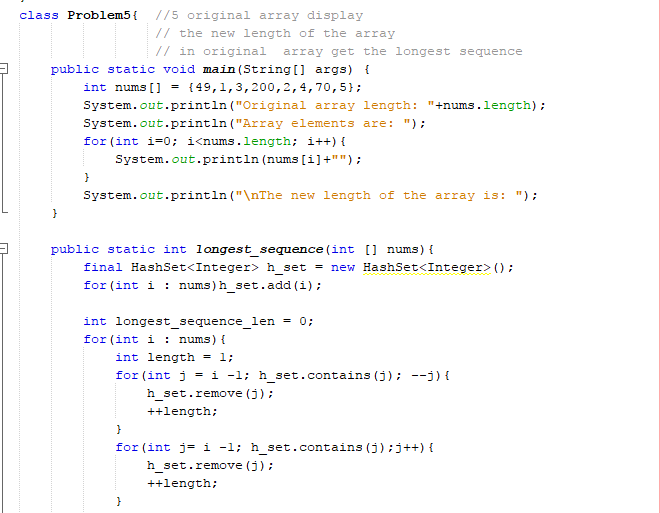 class Problem5{ //5 original array display
// the new length of the array
// in original  array get the longest sequence
public static void main(String[] args) {
int nums[] = {49,1,3,200,2,4,70,5};
System.out.println("Original array length: "+nums.length);
System.out.println("Array elements are: ");
for(int i=0; i<nums.length; i++){
System.out.println(nums[i]+"");
}
System.out.println("\nThe new length of the array is: ");
}
public static int longest_sequence(int [] nums){
final HashSet<Integer> h_set = new HashSet<Integer>();
for(int i : nums)h_set.add(i);
int longest_sequence_len = 0;
for(int i : nums){
int length = 1;
for(int j = i -1; h_set.contains(j); --j){
h_set.remove(j);
++length;
}
for(int j= i -1; h_set.contains(j);j++){
h_set.remove(j);
++length;
}